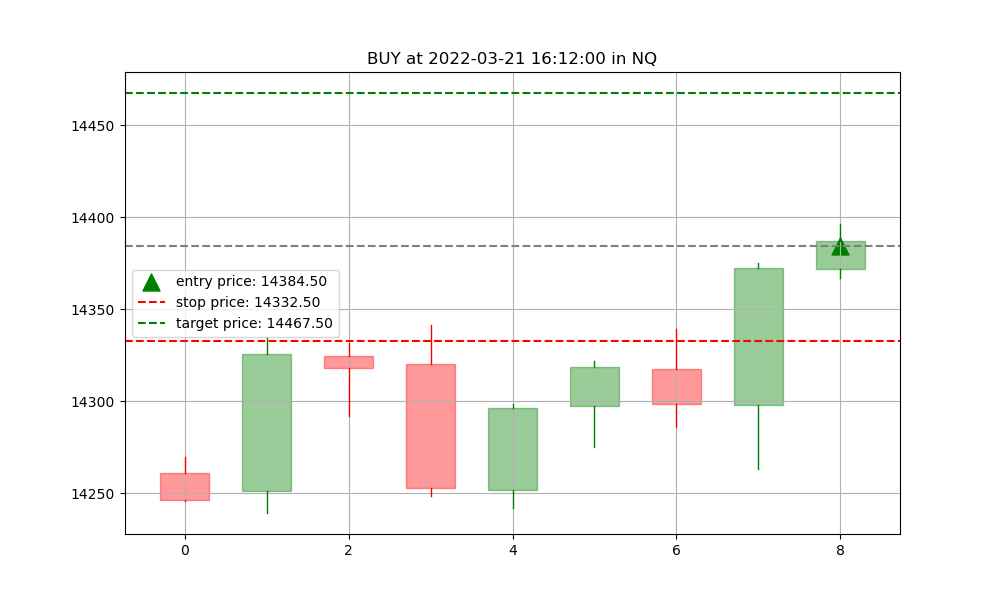 BUY at 2022-03-21 16:12:00 in NQ
14450
14400
14350
14300
14250
entry price: 14384.50
stop price: 14332.50
target price: 14467.50
0 2 4 6 8